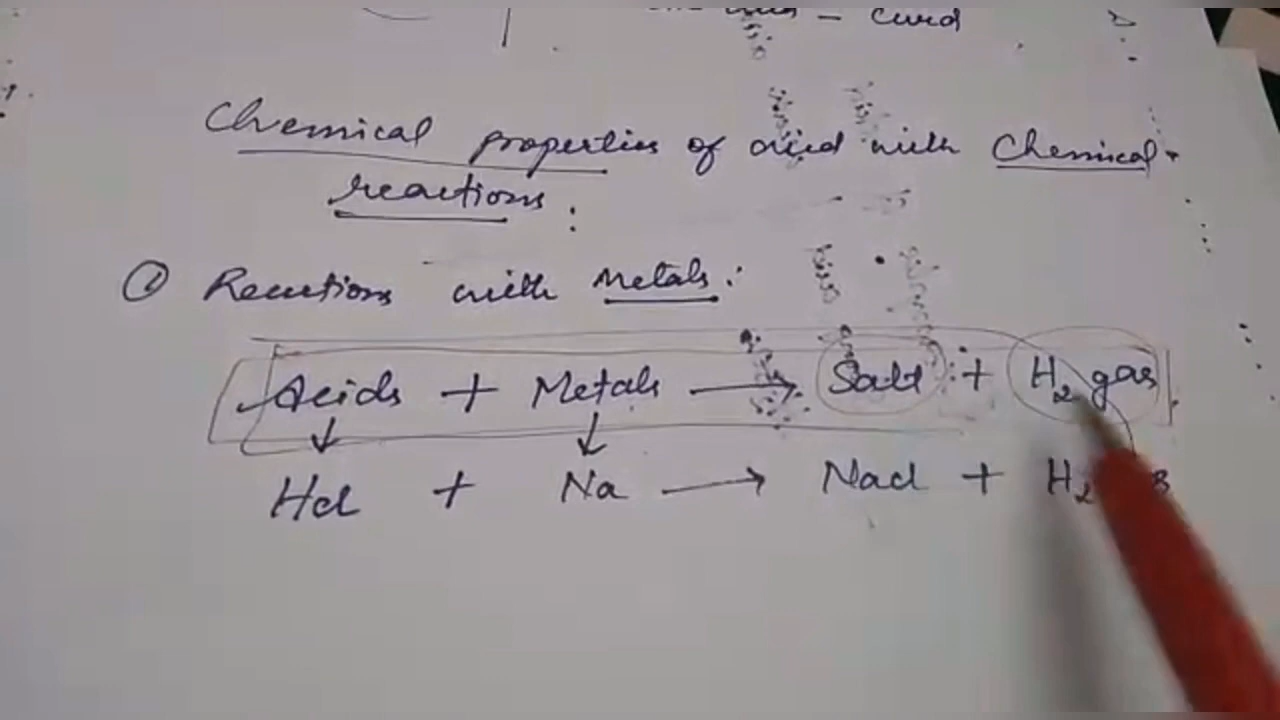 - curd
Chemical properties of acid with Chemical
reactions :
① Reactions with Metals :
Acids + Metals → Salt + H₂ gas
Hcl + Na → Nacl + H₂